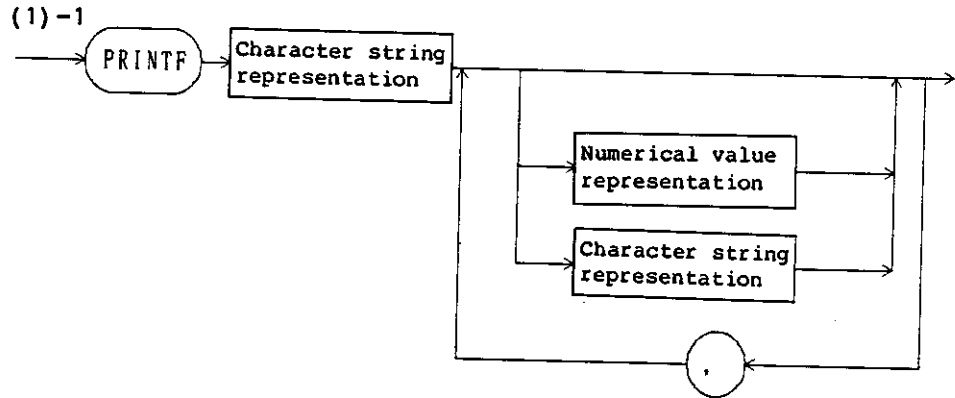 (1)-1
PRINTF
Character string
representation
Numerical value
representation
Character string
representation
,